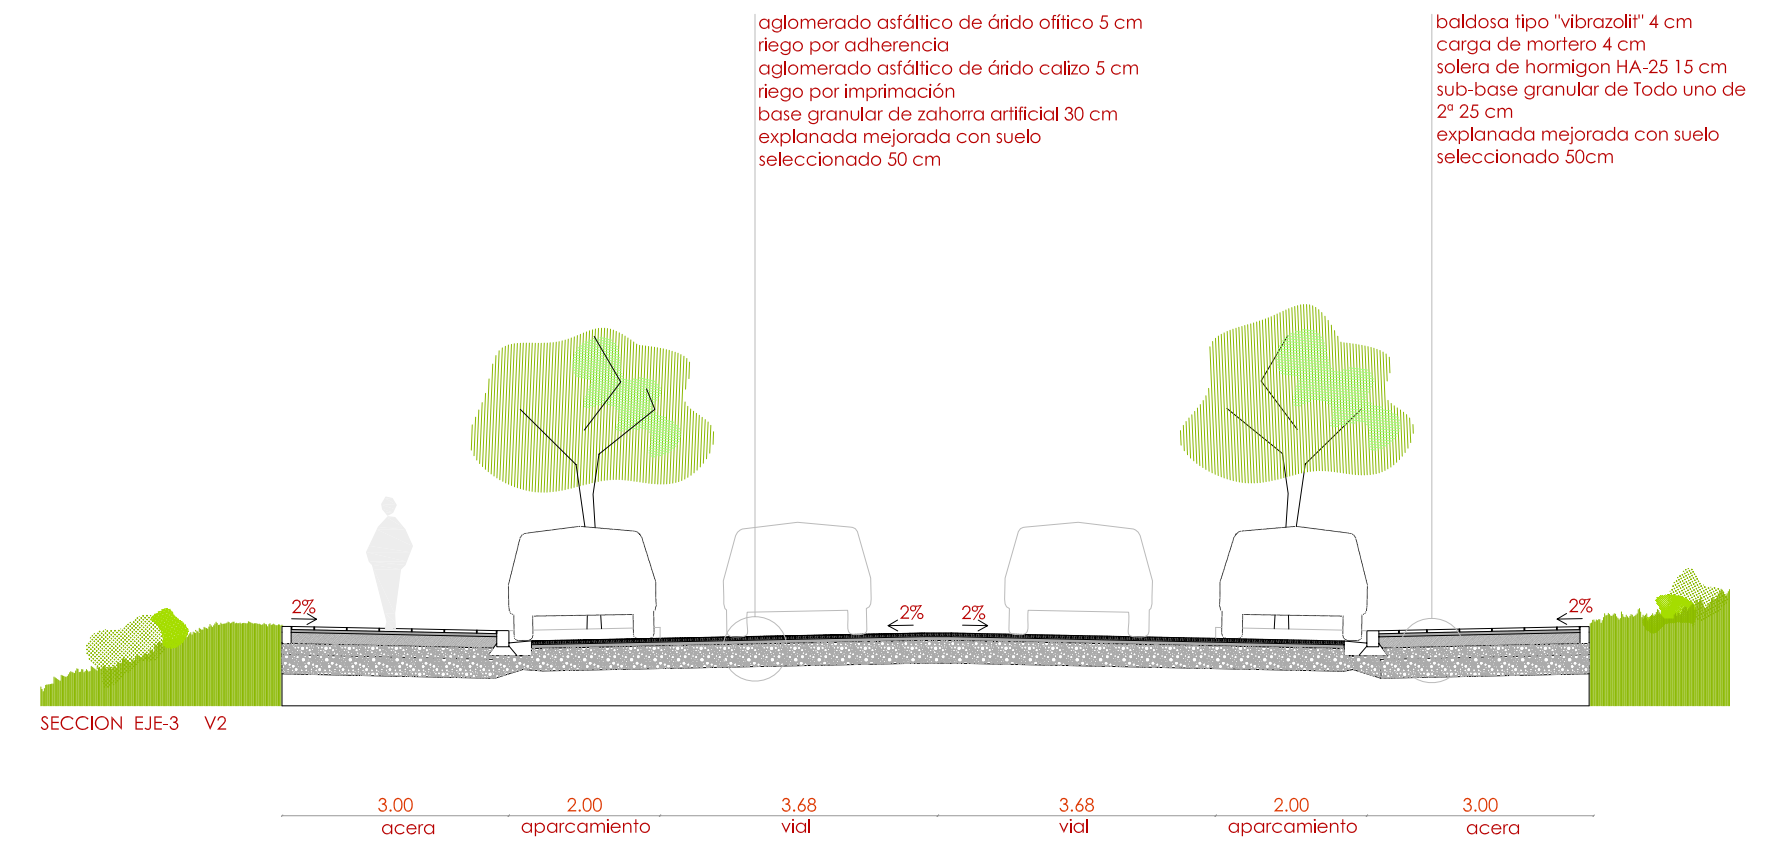 aglomerado asfáltico de árido ofítico 5 cm
riego por adherencia
aglomerado asfáltico de árido calizo 5 cm
riego por imprimación
base granular de zahorra artificial 30 cm
explanada mejorada con suelo
seleccionado 50 cm
baldosa tipo "vibrazolit" 4 cm
carga de mortero 4 cm
solera de hormigon HA-25 15 cm
sub-base granular de Todo uno de
2ª 25 cm
explanada mejorada con suelo
seleccionado 50cm
2%
2%
2%
2%
SECCION EJE-3 V2
3.00
2.00
3.68
3.68
2.00
3.00
acera
aparcamiento
vial
vial
aparcamiento
acera